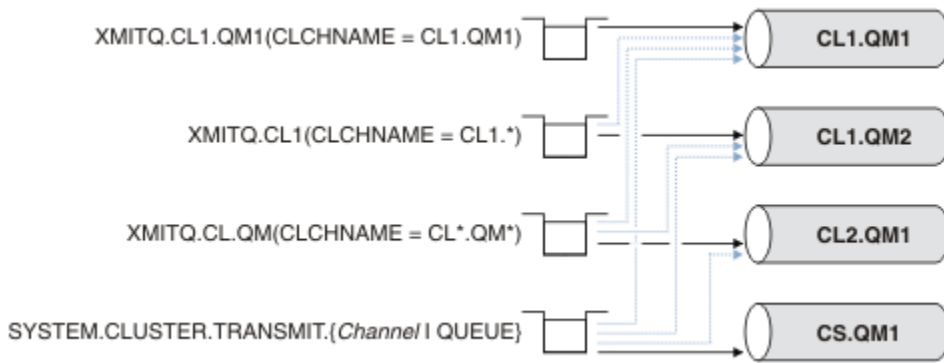 XMITQ.CL1.QM1(CLCHNAME = CL1.QM1)
CL1.QM1
XMITQ.CL1(CLCHNAME = CL1.*)
CL1.QM2
XMITQ.CL.QM(CLCHNAME = CL*.QM*)
CL2.QM1
SYSTEM.CLUSTER.TRANSMIT.{Channel | QUEUE}
CS.QM1